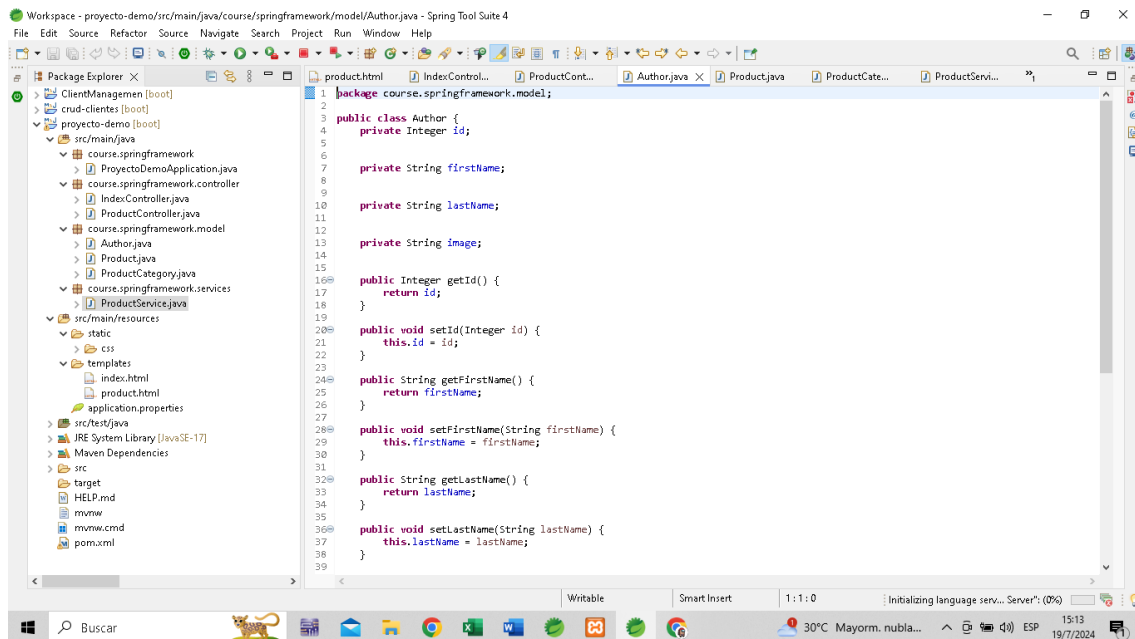 Workspace - proyecto-demo/src/main/java/course/springframework/model/Author.java - Spring Tool Suite 4
File Edit Source Refactor Source Navigate Search Project Run Window Help
Package Explorer
product.html IndexControl... ProductCont... Author.java Product.java ProductCate... ProductServi... »1
ClientManagemen [boot]
crud-clientes [boot]
proyecto-demo [boot]
src/main/java
course.springframework
ProyectoDemoApplication.java
course.springframework.controller
IndexController.java
ProductController.java
course.springframework.model
Author.java
Product.java
ProductCategory.java
course.springframework.services
ProductService.java
src/main/resources
static
css
templates
index.html
product.html
application.properties
src/test/java
JRE System Library [JavaSE-17]
Maven Dependencies
src
target
HELP.md
mvnw
mvnw.cmd
pom.xml
1 package course.springframework.model;
2
3 public class Author {
4 private Integer id;
5
6
7 private String firstName;
8
9
10 private String lastName;
11
12
13 private String image;
14
15
16 public Integer getId() {
17 return id;
18 }
19
20 public void setId(Integer id) {
21 this.id = id;
22 }
23
24 public String getFirstName() {
25 return firstName;
26 }
27
28 public void setFirstName(String firstName) {
29 this.firstName = firstName;
30 }
31
32 public String getLastName() {
33 return lastName;
34 }
35
36 public void setLastName(String lastName) {
37 this.lastName = lastName;
38 }
39
Writable Smart Insert 1:1:0 Initializing language serv... Server": (0%)
Buscar
30°C Mayorm. nubla... ESP 15:13
19/7/2024